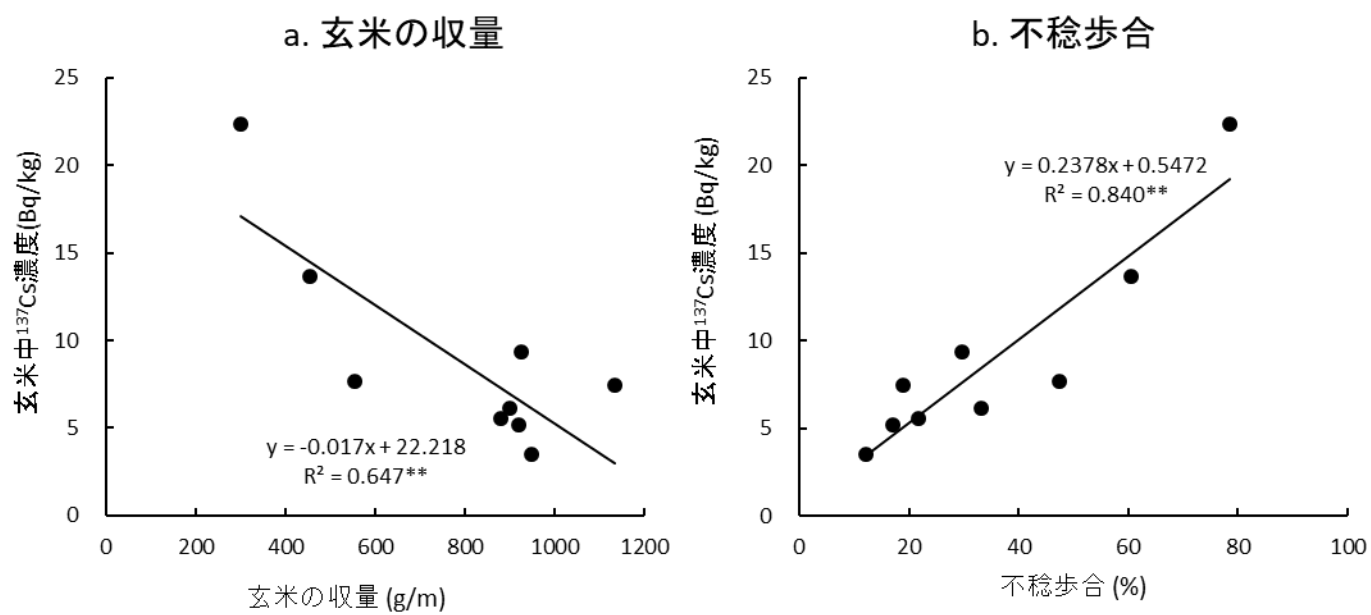 a. 玄米の収量
25
20
15
10
5
0
玄米中¹³⁷Cs濃度(Bq/kg)
y = -0.017x + 22.218
R² = 0.647**
0 200 400 600 800 1000 1200
玄米の収量 (g/m)
b. 不稔歩合
25
20
15
10
5
0
玄米中¹³⁷Cs濃度 (Bq/kg)
y = 0.2378x + 0.5472
R² = 0.840**
0 20 40 60 80 100
不稔歩合 (%)